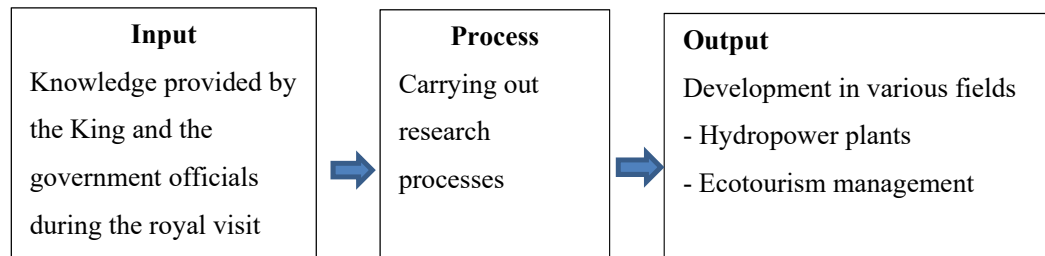 Input
Knowledge provided by
the King and the
government officials
during the royal visit
Process
Carrying out
research
processes
Output
Development in various fields
- Hydropower plants
- Ecotourism management